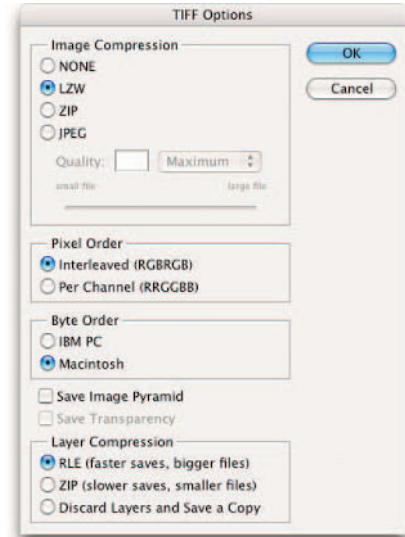 TIFF Options
Image Compression
NONE
LZW
ZIP
JPEG
Quality: Maximum
small file large file
OK
Cancel
Pixel Order
Interleaved (RGBRGB)
Per Channel (RRGGBB)
Byte Order
IBM PC
Macintosh
Save Image Pyramid
Save Transparency
Layer Compression
RLE (faster saves, bigger files)
ZIP (slower saves, smaller files)
Discard Layers and Save a Copy